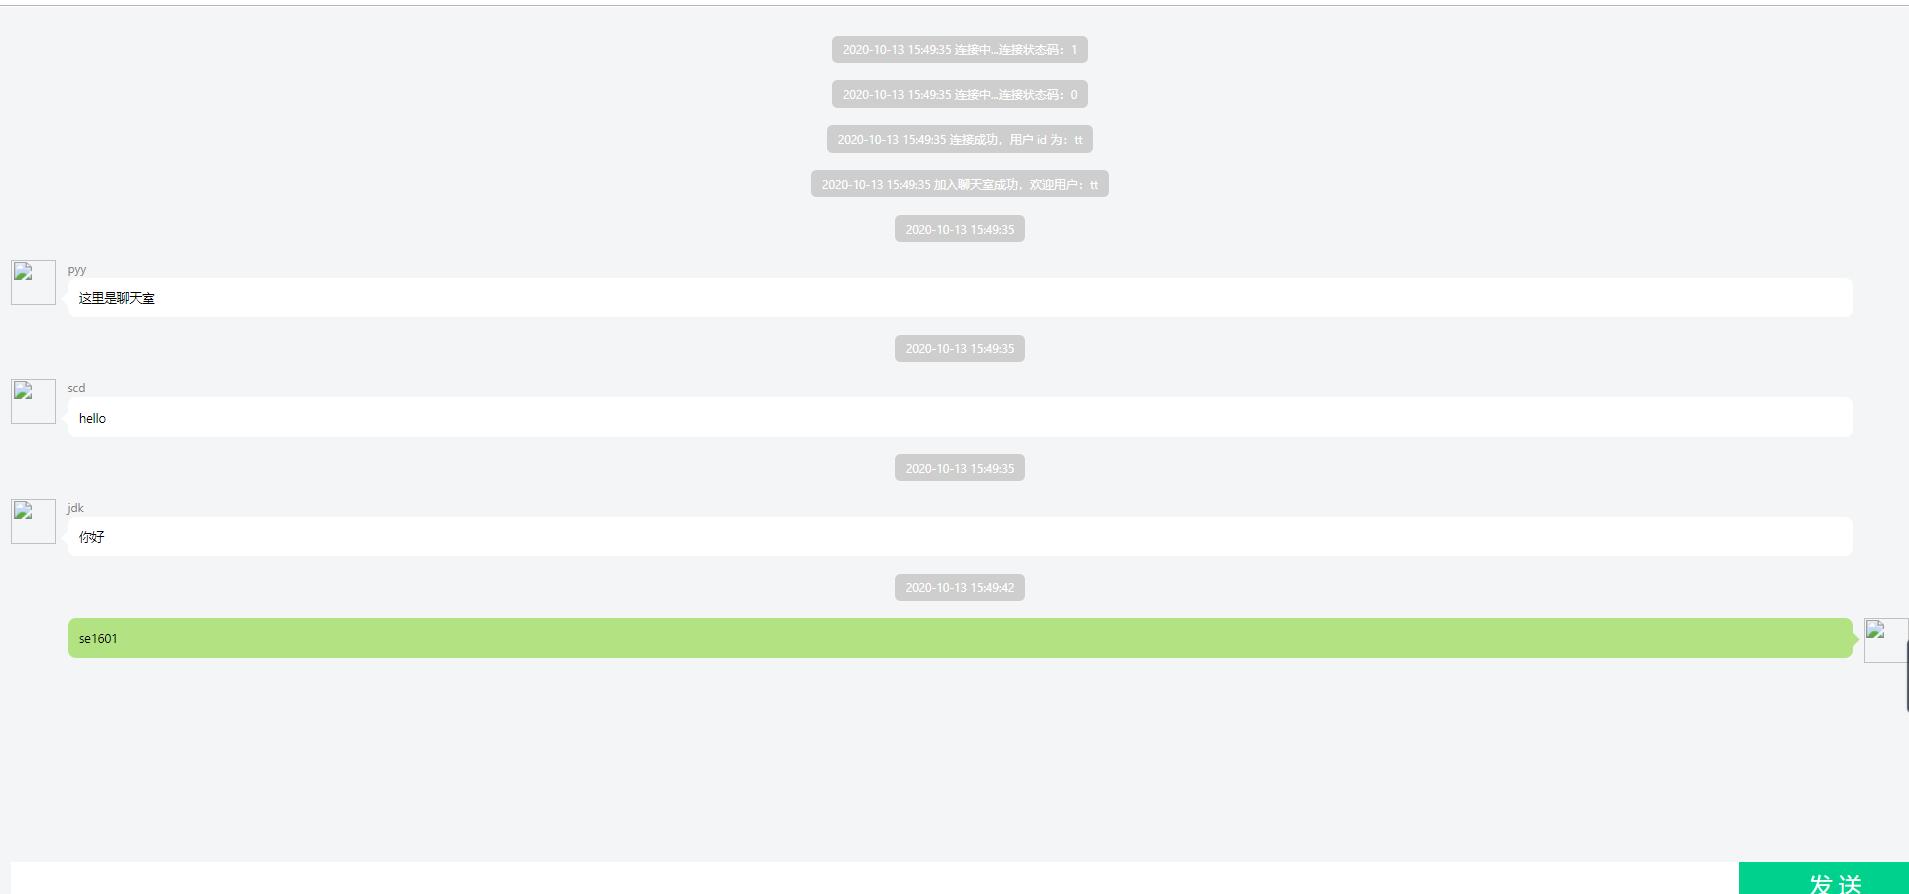 2020-10-13 15:49:35 连接中...连接状态码：1
2020-10-13 15:49:35 连接中...连接状态码：0
2020-10-13 15:49:35 连接成功，用户 id 为：tt
2020-10-13 15:49:35 加入聊天室成功，欢迎用户：tt
2020-10-13 15:49:35
pyy
这里是聊天室
2020-10-13 15:49:35
scd
hello
2020-10-13 15:49:35
jdk
你好
2020-10-13 15:49:42
se1601
发 送